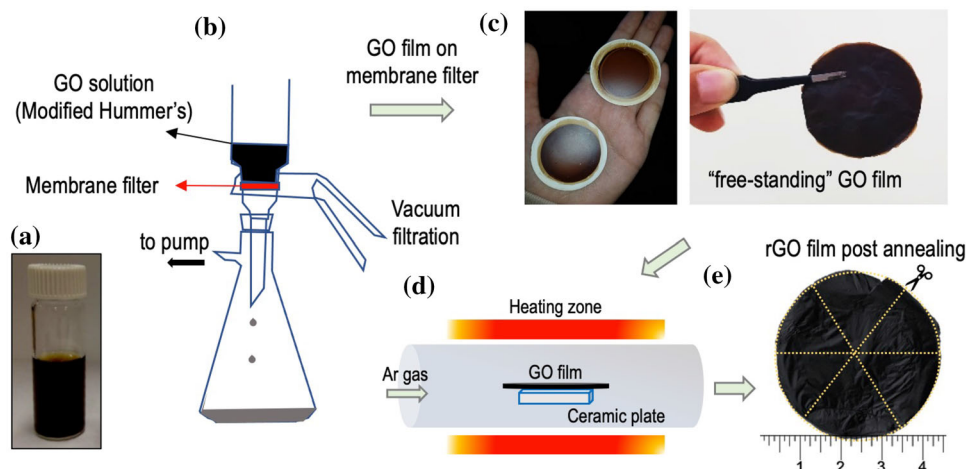 (a)
(b)
GO solution
(Modified Hummer's)
Membrane filter
to pump
Vacuum
filtration
GO film on
membrane filter
(c)
"free-standing" GO film
(d)
Heating zone
Ar gas
GO film
Ceramic plate
(e)
rGO film post annealing
1 2 3 4